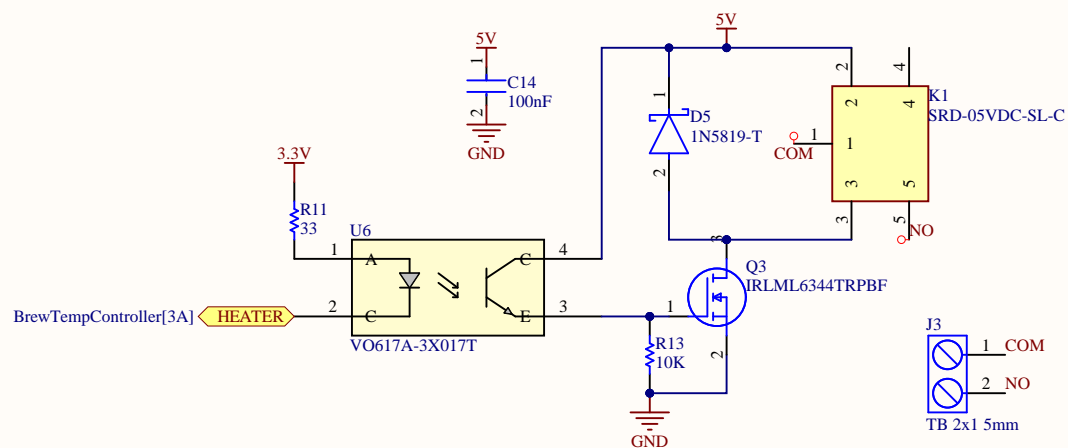 5V
5V
1
C14
100nF
2
GND
1
D5
1N5819-T
2
2
4
K1
SRD-05VDC-SL-C
2
4
1
1
COM
3
5
3
5
NO
3.3V
R11
33
U6
1
A
C
4
BrewTempController[3A]
HEATER
2
C
E
3
VO617A-3X017T
3
Q3
IRLML6344TRPBF
1
2
R13
10K
GND
J3
1
COM
2
NO
TB 2x1 5mm